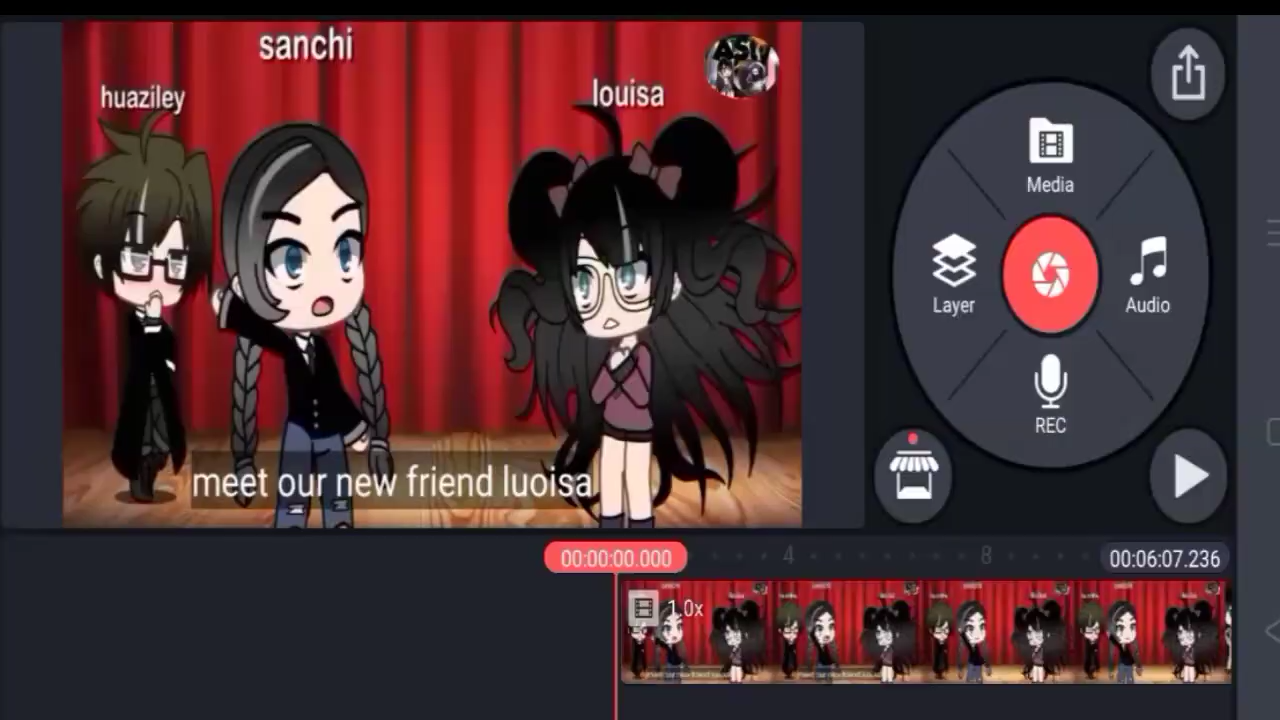 sanchi
huaziley
louisa
ASI
meet our new friend luoisa
Media
Layer
Audio
REC
00:00:00.000
4
8
00:06:07.236
1.0x